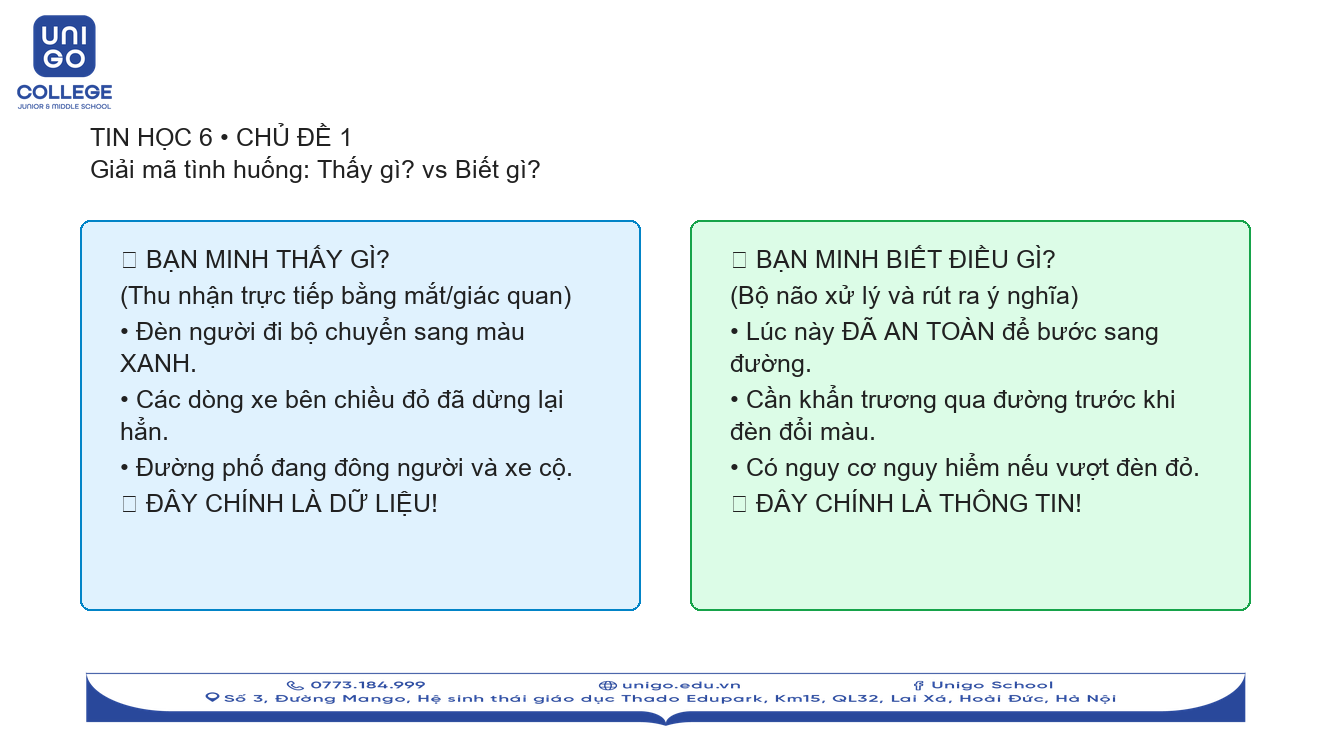 UNI
GO
COLLEGE
JUNIOR & MIDDLE SCHOOL
TIN HỌC 6 • CHỦ ĐỀ 1
Giải mã tình huống: Thấy gì? vs Biết gì?
BẠN MINH THẤY GÌ?
(Thu nhận trực tiếp bằng mắt/giác quan)
• Đèn người đi bộ chuyển sang màu
XANH.
• Các dòng xe bên chiều đỏ đã dừng lại
hẳn.
• Đường phố đang đông người và xe cộ.
ĐÂY CHÍNH LÀ DỮ LIỆU!
BẠN MINH BIẾT ĐIỀU GÌ?
(Bộ não xử lý và rút ra ý nghĩa)
• Lúc này ĐÃ AN TOÀN để bước sang
đường.
• Cần khẩn trương qua đường trước khi
đèn đổi màu.
• Có nguy cơ nguy hiểm nếu vượt đèn đỏ.
ĐÂY CHÍNH LÀ THÔNG TIN!
0773.184.999 unigo.edu.vn Unigo School
Số 3, Đường Mango, Hệ sinh thái giáo dục Thado Edupark, Km15, QL32, Lai Xá, Hoài Đức, Hà Nội